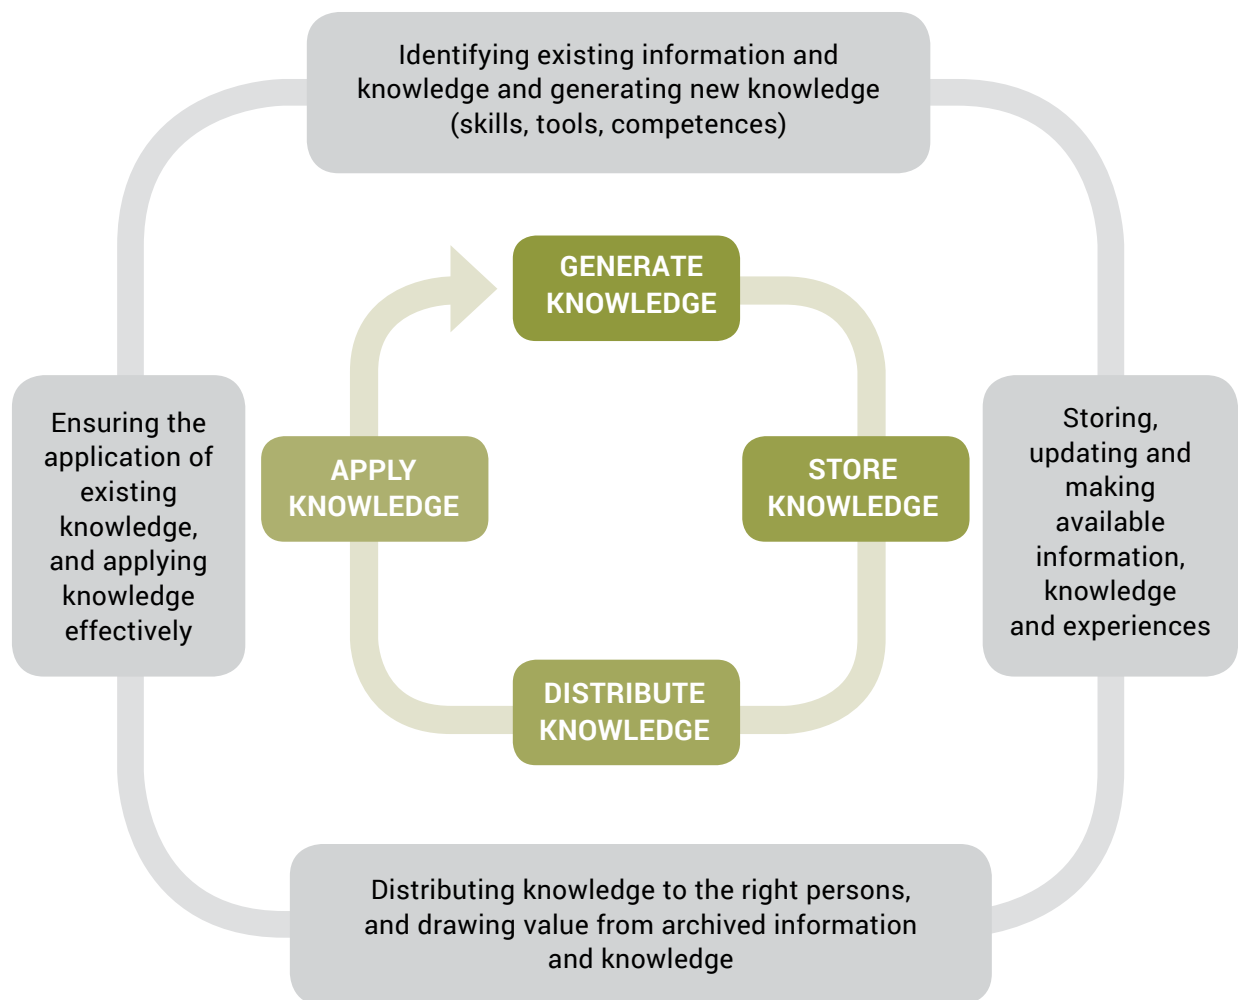 Identifying existing information and
knowledge and generating new knowledge
(skills, tools, competences)
GENERATE
KNOWLEDGE
Ensuring the
application of
existing
knowledge,
and applying
knowledge
effectively
APPLY
KNOWLEDGE
STORE
KNOWLEDGE
Storing,
updating and
making
available
information,
knowledge
and experiences
DISTRIBUTE
KNOWLEDGE
Distributing knowledge to the right persons,
and drawing value from archived information
and knowledge